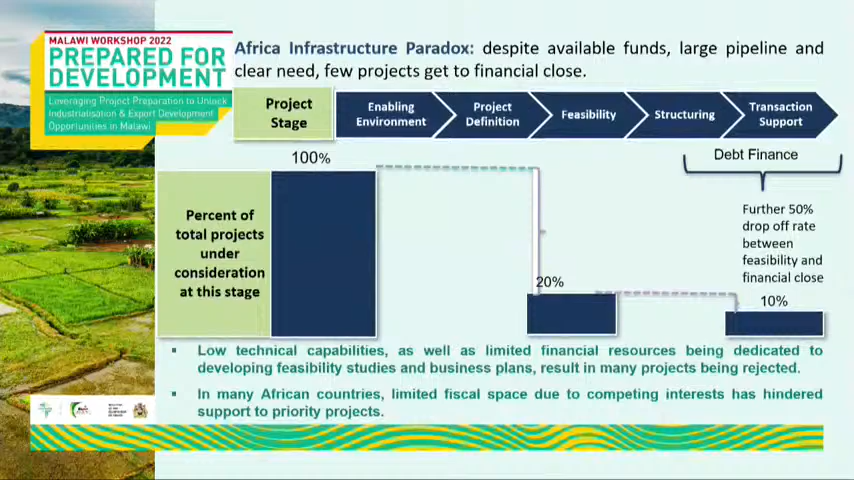 MALAWI WORKSHOP 2022
PREPARED FOR
DEVELOPMENT
Leveraging Project Preparation to Unlock
Industrialisation & Export Development
Opportunities in Malawi
Africa Infrastructure Paradox: despite available funds, large pipeline and
clear need, few projects get to financial close.
Project
Stage
Enabling
Environment
Project
Definition
Feasibility
Structuring
Transaction
Support
100%
Debt Finance
Percent of
total projects
under
consideration
at this stage
Further 50%
drop off rate
between
feasibility and
financial close
20%
10%
▪ Low technical capabilities, as well as limited financial resources being dedicated to
developing feasibility studies and business plans, result in many projects being rejected.
▪ In many African countries, limited fiscal space due to competing interests has hindered
support to priority projects.